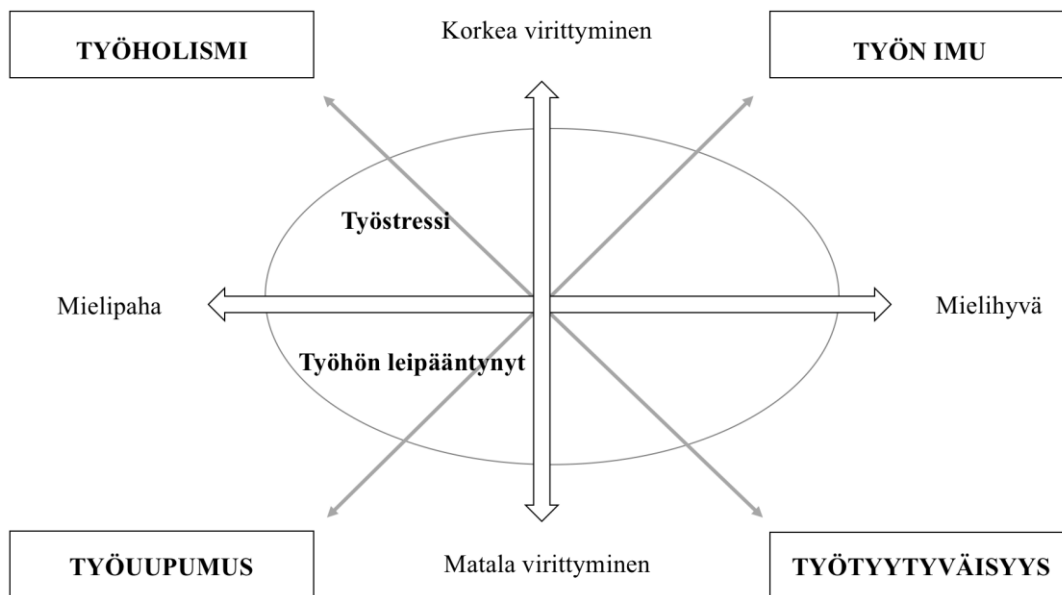 Korkea virittyminen
TYÖHOLISMI
TYÖN IMU
Työstressi
Mielipaha
Mielihyvä
Työhön leipääntynyt
TYÖUUPUMUS
Matala virittyminen
TYÖTYYTYVÄISYYS